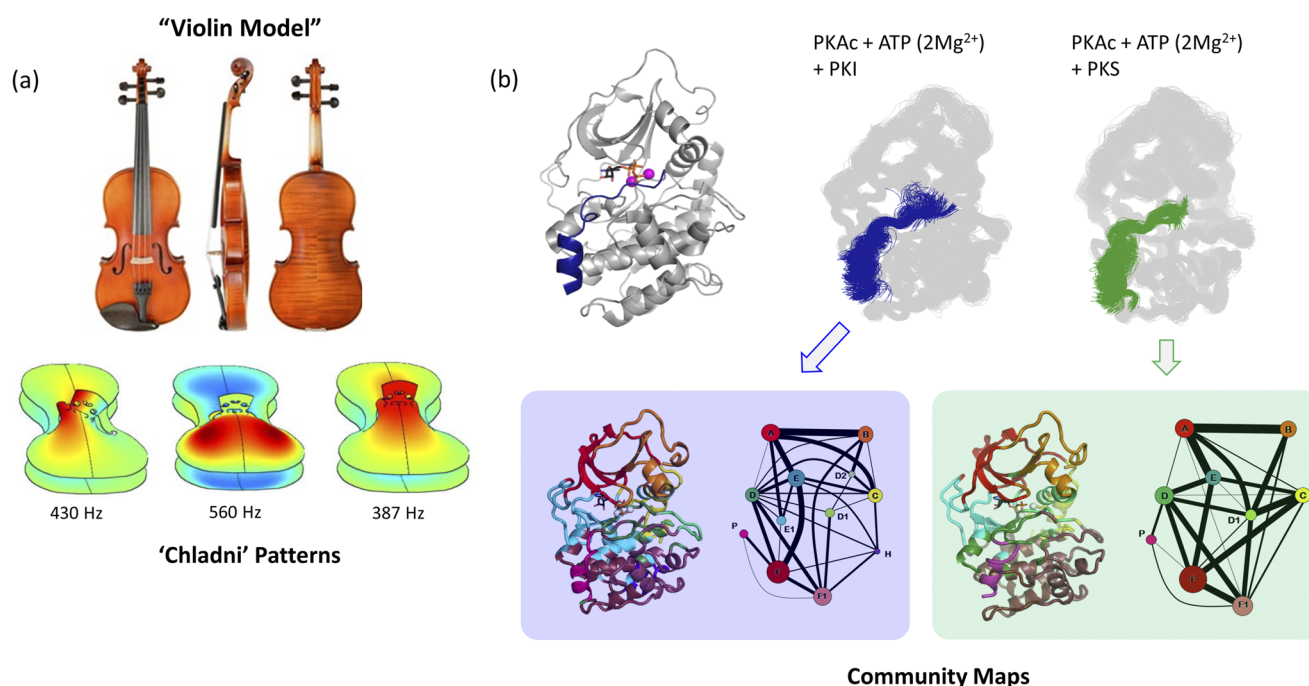 “Violin Model”
(a)
430 Hz
560 Hz
387 Hz
‘Chladni’ Patterns
(b)
PKAc + ATP (2Mg²⁺)
+ PKI
PKAc + ATP (2Mg²⁺)
+ PKS
A
B
D2
E
C
D
D1
E1
P
H
F
F1
A
B
E
D
C
D1
P
F
F1
Community Maps